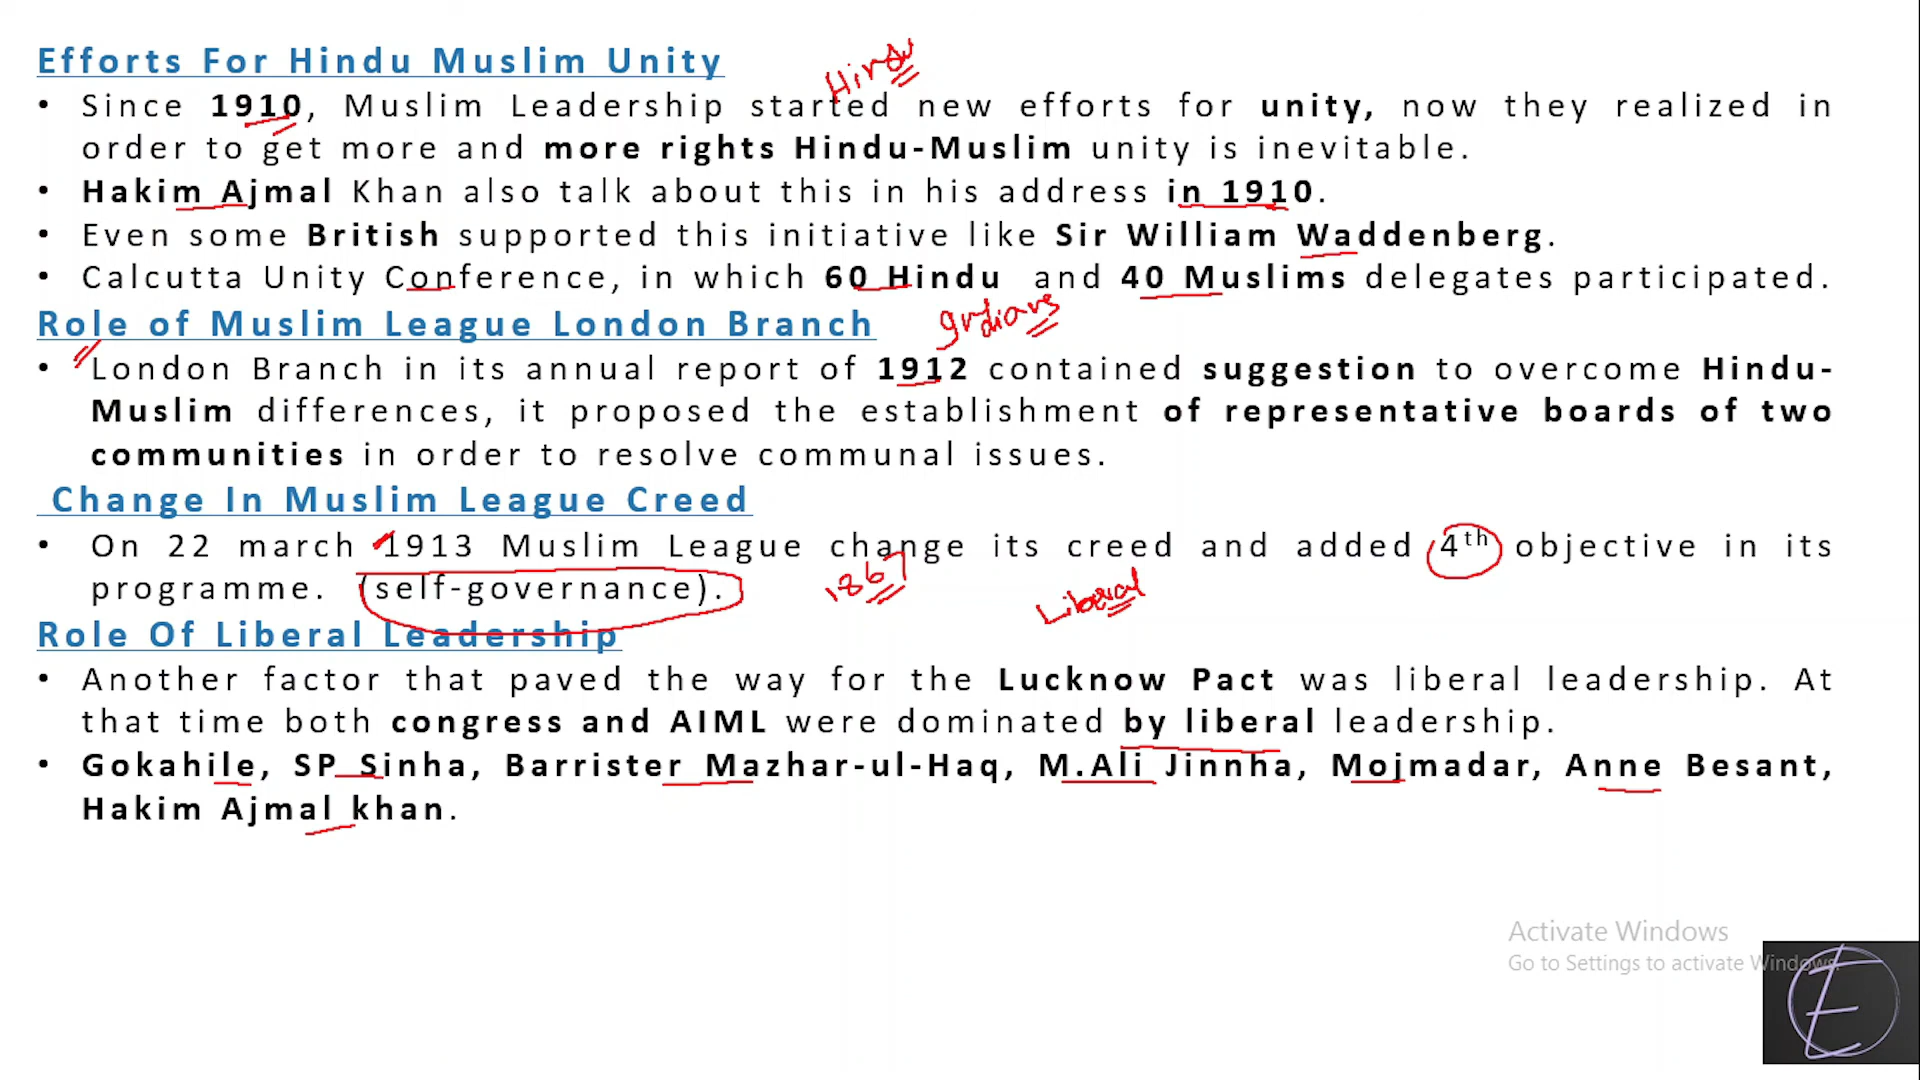 Efforts For Hindu Muslim Unity
Hindu
• Since 1910, Muslim Leadership started new efforts for unity, now they realized in
order to get more and more rights Hindu-Muslim unity is inevitable.
• Hakim Ajmal Khan also talk about this in his address in 1910.
• Even some British supported this initiative like Sir William Waddenberg.
• Calcutta Unity Conference, in which 60 Hindu and 40 Muslims delegates participated.
Role of Muslim League London Branch
Indians
• London Branch in its annual report of 1912 contained suggestion to overcome Hindu-
Muslim differences, it proposed the establishment of representative boards of two
communities in order to resolve communal issues.
Change In Muslim League Creed
• On 22 march 1913 Muslim League change its creed and added 4th objective in its
programme. (self-governance).
1867
Liberal
Role Of Liberal Leadership
• Another factor that paved the way for the Lucknow Pact was liberal leadership. At
that time both congress and AIML were dominated by liberal leadership.
• Gokahile, SP Sinha, Barrister Mazhar-ul-Haq, M.Ali Jinnha, Mojmadar, Anne Besant,
Hakim Ajmal khan.
Activate Windows
Go to Settings to activate Windows.
E